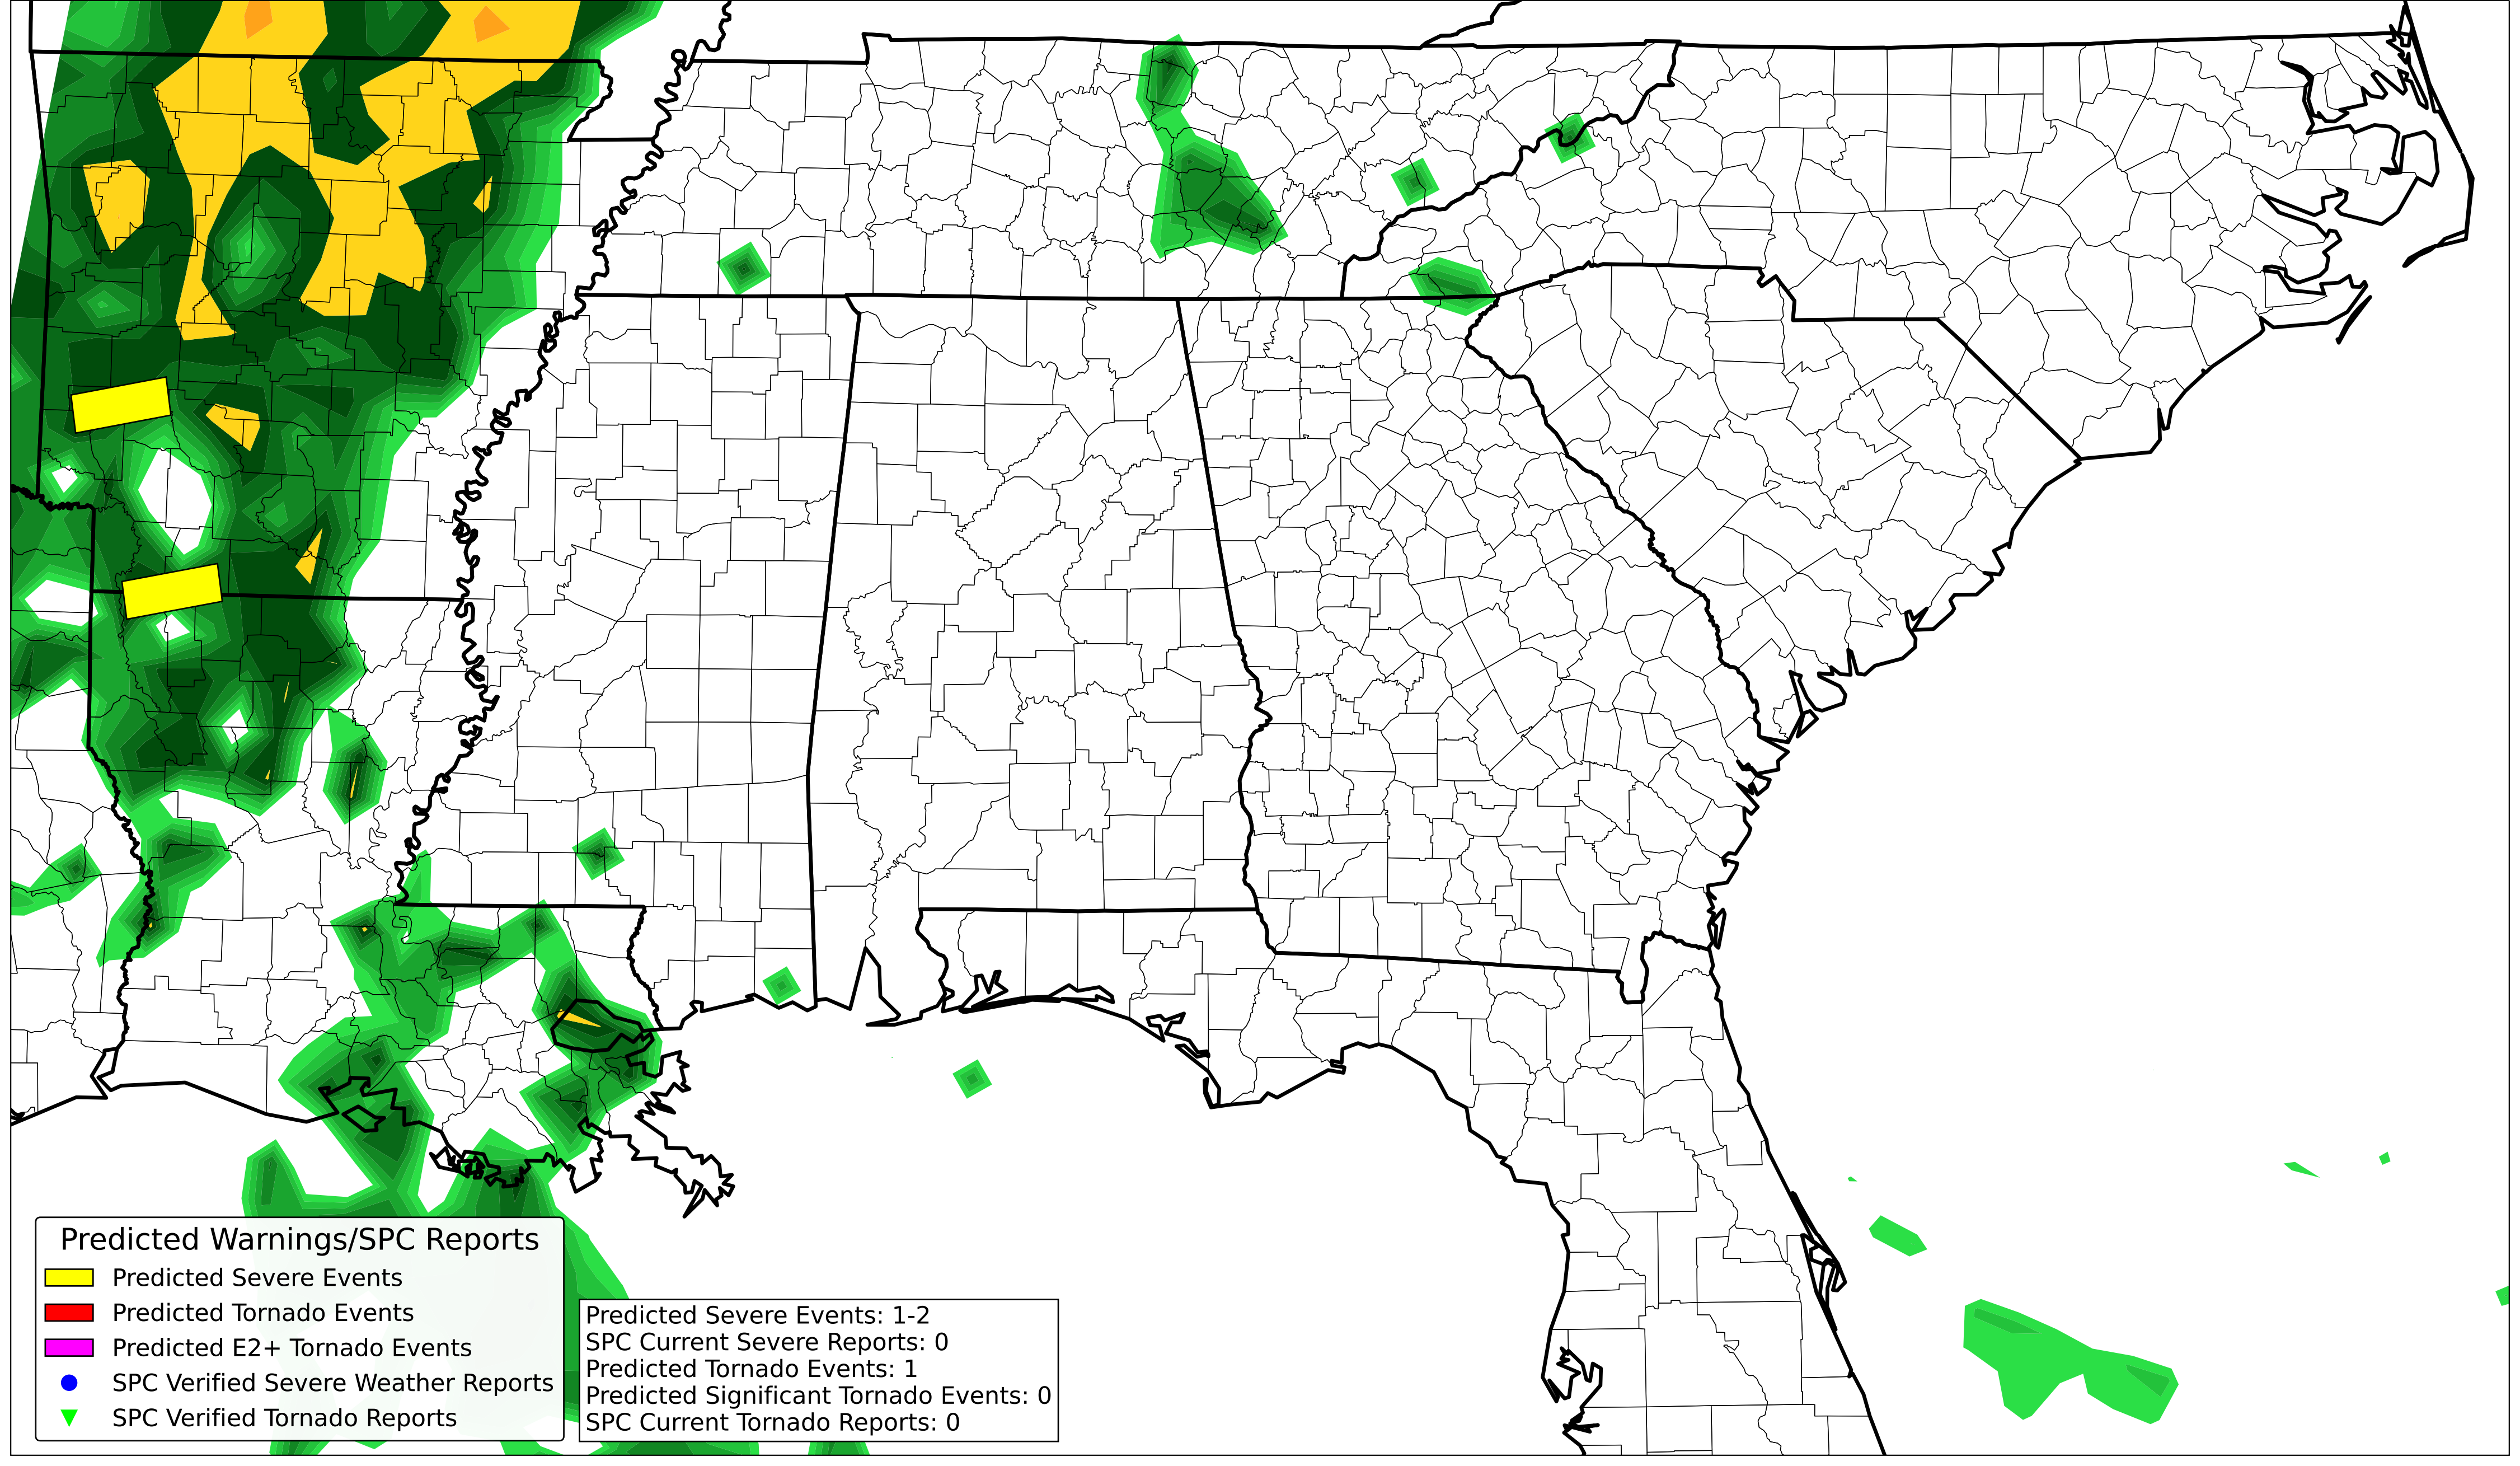 Predicted Warnings/SPC Reports
Predicted Severe Events
Predicted Tornado Events
Predicted E2+ Tornado Events
SPC Verified Severe Weather Reports
SPC Verified Tornado Reports
Predicted Severe Events: 1-2
SPC Current Severe Reports: 0
Predicted Tornado Events: 1
Predicted Significant Tornado Events: 0
SPC Current Tornado Reports: 0